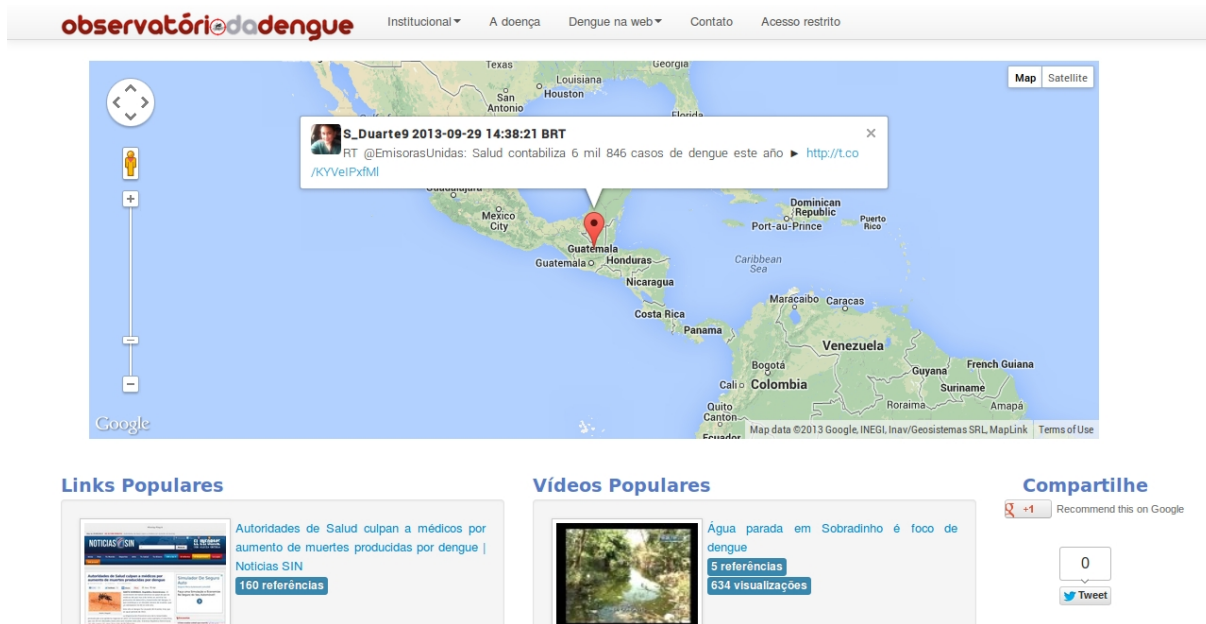 observatóriodadengue Institucional A doença Dengue na web Contato Acesso restrito
Texas
Georgia
Louisiana
San Antonio
Houston
Florida
Map Satellite
S_Duarte9 2013-09-29 14:38:21 BRT
RT @EmisorasUnidas: Salud contabiliza 6 mil 846 casos de dengue este año ► http://t.co
/KYVeIPxfMl
Guadalajara
Mexico City
Dominican Republic
Port-au-Prince
Puerto Rico
Guatemala
Guatemala
Honduras
Caribbean Sea
Nicaragua
Maracaibo
Caracas
Costa Rica
Panama
Venezuela
Bogotá
Guyana
French Guiana
Cali
Colombia
Suriname
Quito Canton
Roraima
Amapá
Ecuador
Google
Map data ©2013 Google, INEGI, Inav/Geosistemas SRL, MapLink Terms of Use
Links Populares
Vídeos Populares
Compartilhe
+1 Recommend this on Google
NOTICIAS SIN
Autoridades de Salud culpan a médicos por
aumento de muertes producidas por dengue |
Noticias SIN
160 referências
Água parada em Sobradinho é foco de
dengue
5 referências
634 visualizações
0
Tweet